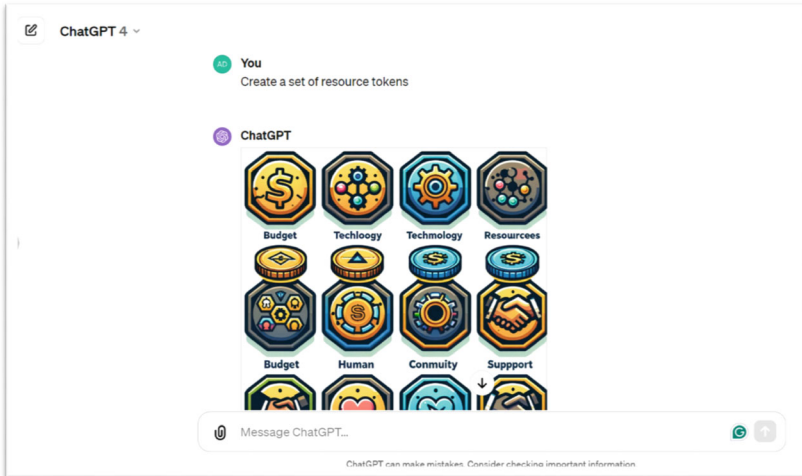 ChatGPT 4
AD
You
Create a set of resource tokens
ChatGPT
Budget Techloogy Techmology Resourcees
Budget Human Conmuity Suppport
Message ChatGPT...
ChatGPT can make mistakes. Consider checking important information.